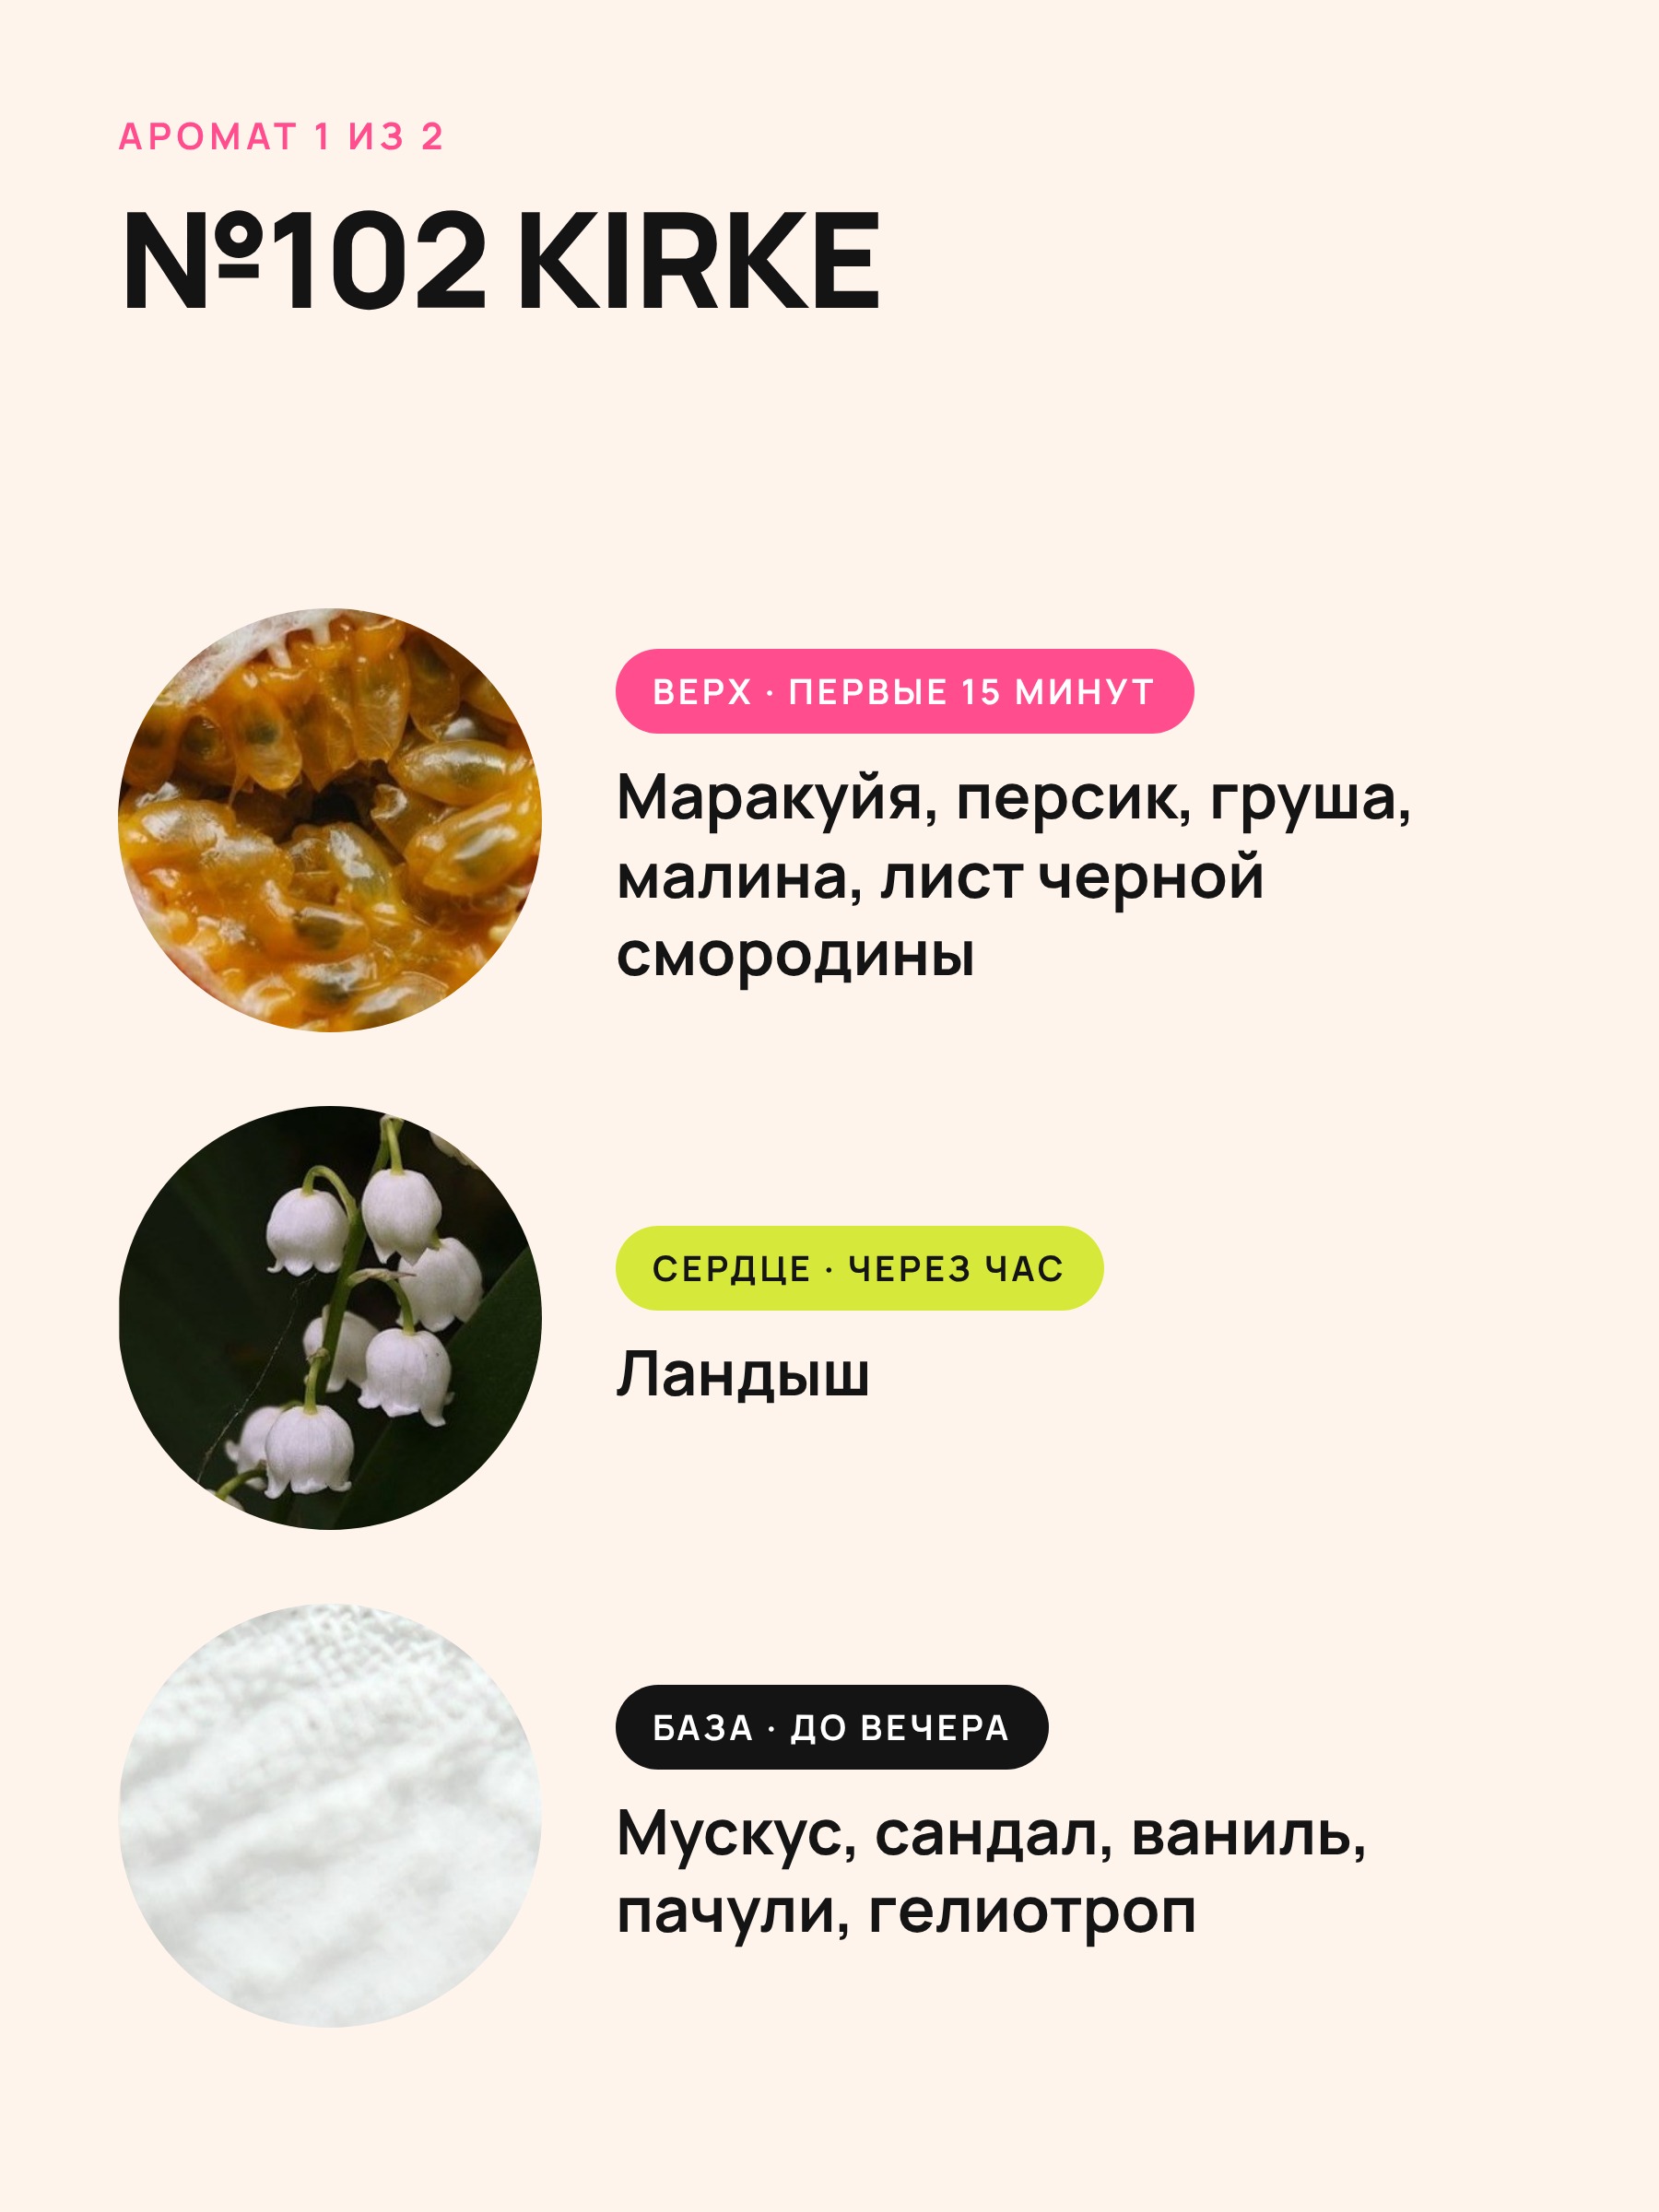 АРОМАТ 1 ИЗ 2
№102 KIRKE
ВЕРХ · ПЕРВЫЕ 15 МИНУТ
Маракуйя, персик, груша,
малина, лист черной
смородины
СЕРДЦЕ · ЧЕРЕЗ ЧАС
Ландыш
БАЗА · ДО ВЕЧЕРА
Мускус, сандал, ваниль,
пачули, гелиотроп